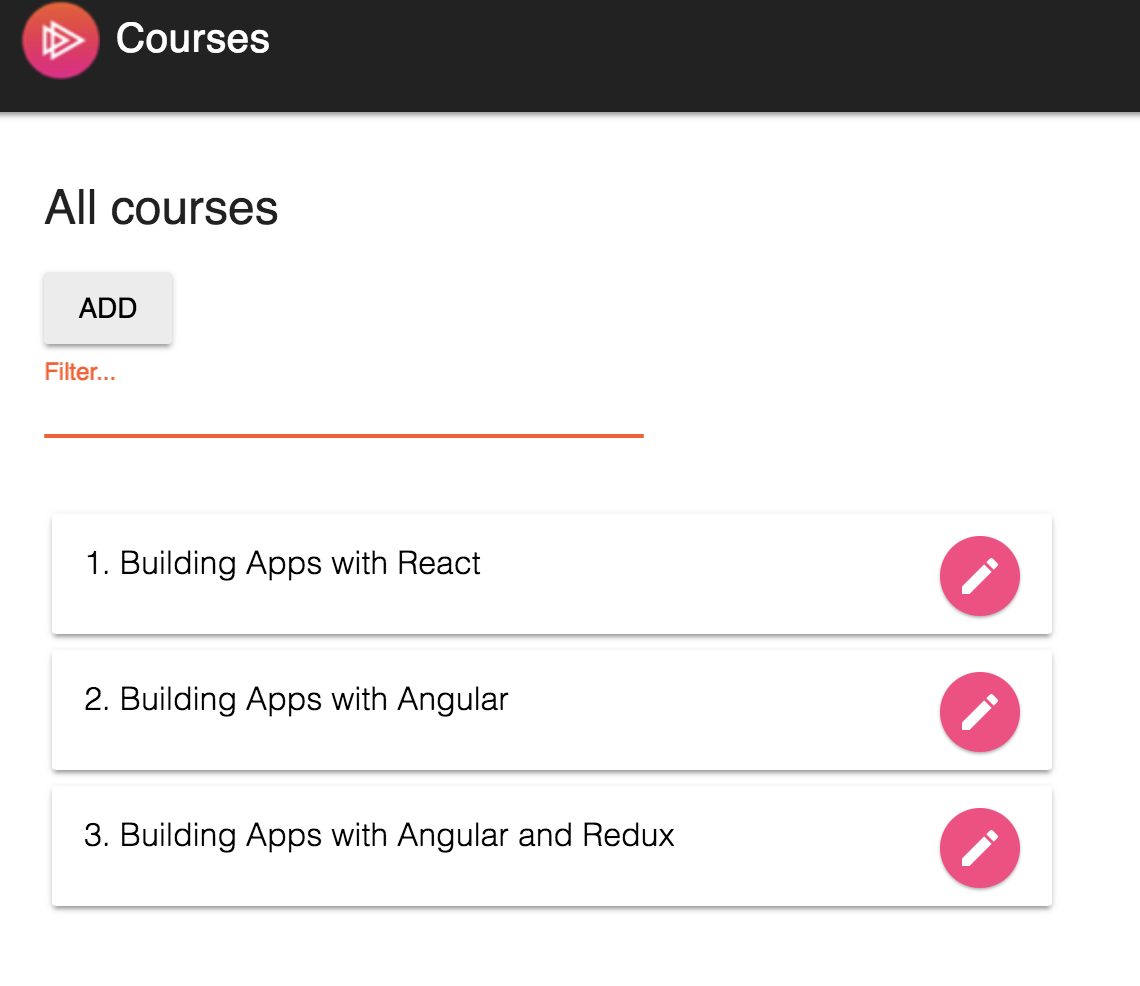 Courses
All courses
ADD
Filter...
1. Building Apps with React
2. Building Apps with Angular
3. Building Apps with Angular and Redux